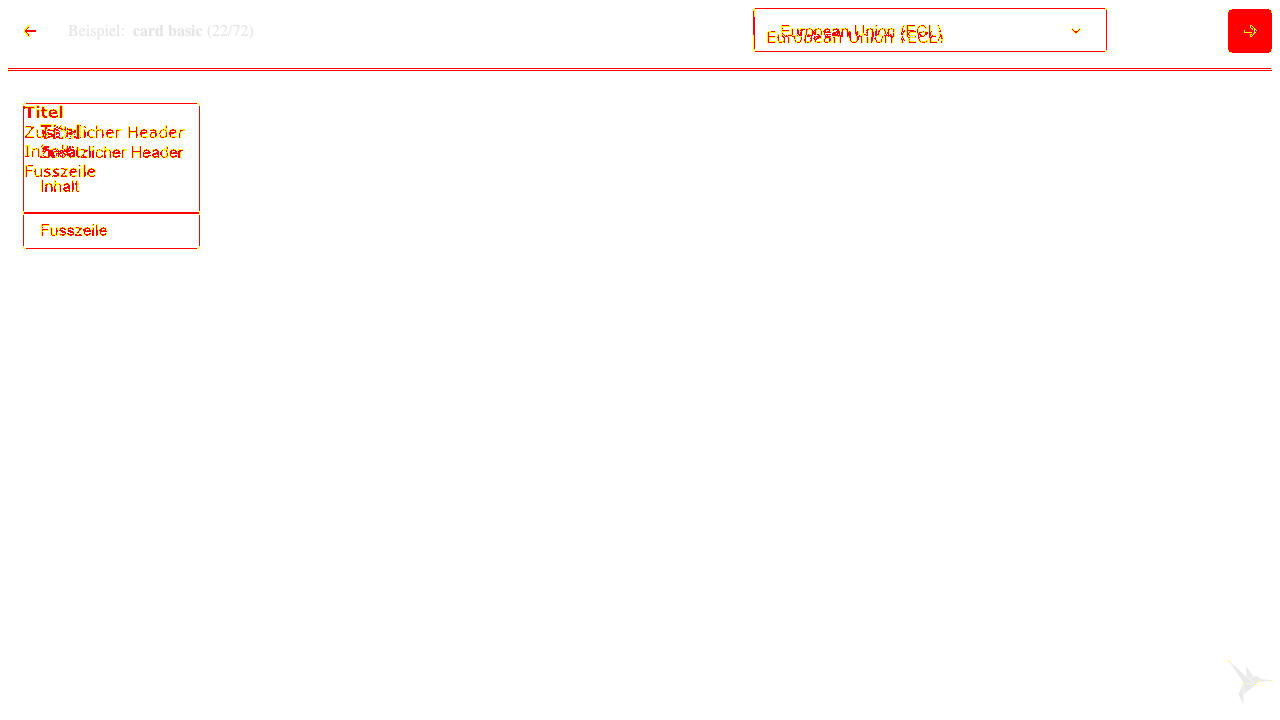 Beispiel: card basic (22/72)
European Union (ECL)
European Union (ECL)
Titel
Titel
Zusätzlicher Header
Zusätzlicher Header
Inhalt
Fusszeile
Inhalt
Fusszeile